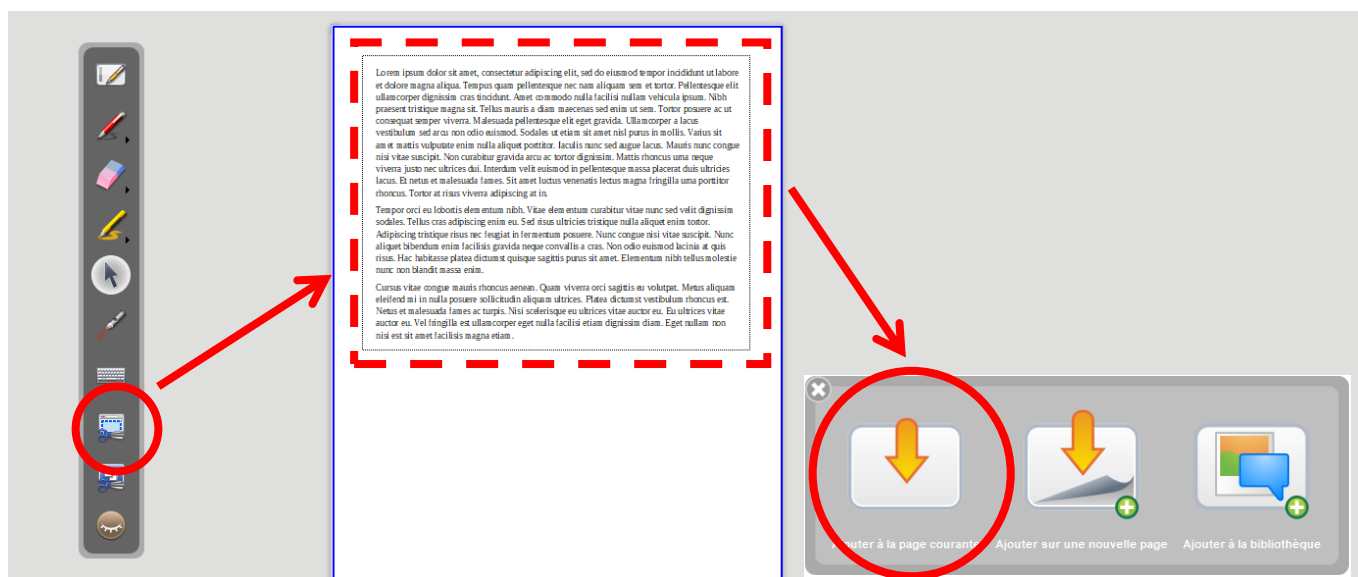 Lorem ipsum dolor sit amet, consectetur adipiscing elit, sed do eiusmod tempor incididunt ut labore
et dolore magna aliqua. Tempus quam pellentesque nec nam aliquam sem et tortor. Pellentesque elit
ullamcorper dignissim cras tincidunt. Amet commodo nulla facilisi nullam vehicula ipsum. Nibh
praesent tristique magna sit. Tellus mauris a diam maecenas sed enim ut sem. Tortor posuere ac ut
consequat semper viverra. Malesuada pellentesque elit eget gravida. Ullamcorper a lacus
vestibulum sed arcu non odio euismod. Sodales ut etiam sit amet nisl purus in mollis. Varius sit
amet mattis vulputate enim nulla aliquet porttitor. Iaculis nunc sed augue lacus. Mauris nunc congue
nisi vitae suscipit. Non curabitur gravida arcu ac tortor dignissim. Mattis rhoncus urna neque
viverra justo nec ultrices dui. Interdum velit euismod in pellentesque massa placerat duis ultricies
lacus. Et netus et malesuada fames. Sit amet luctus venenatis lectus magna fringilla urna porttitor
rhoncus. Tortor at risus viverra adipiscing at in.
Tempor orci eu lobortis elementum nibh. Vitae elementum curabitur vitae nunc sed velit dignissim
sodales. Tellus cras adipiscing enim eu. Sed risus ultricies tristique nulla aliquet enim tortor.
Adipiscing tristique risus nec feugiat in fermentum posuere. Nunc congue nisi vitae suscipit. Nunc
aliquet bibendum enim facilisis gravida neque convallis a cras. Non odio euismod lacinia at quis
risus. Hac habitasse platea dictumst quisque sagittis purus sit amet. Elementum nibh tellus molestie
nunc non blandit massa enim.
Cursus vitae congue mauris rhoncus aenean. Quam viverra orci sagittis eu volutpat. Metus aliquam
eleifend mi in nulla posuere sollicitudin aliquam ultrices. Platea dictumst vestibulum rhoncus est.
Netus et malesuada fames ac turpis. Nisi scelerisque eu ultrices vitae auctor eu. Eu ultrices vitae
auctor eu. Vel fringilla est ullamcorper eget nulla facilisi etiam dignissim diam. Eget nullam non
nisi est sit amet facilisis magna etiam.
Ajouter à la page courante
Ajouter sur une nouvelle page
Ajouter à la bibliothèque